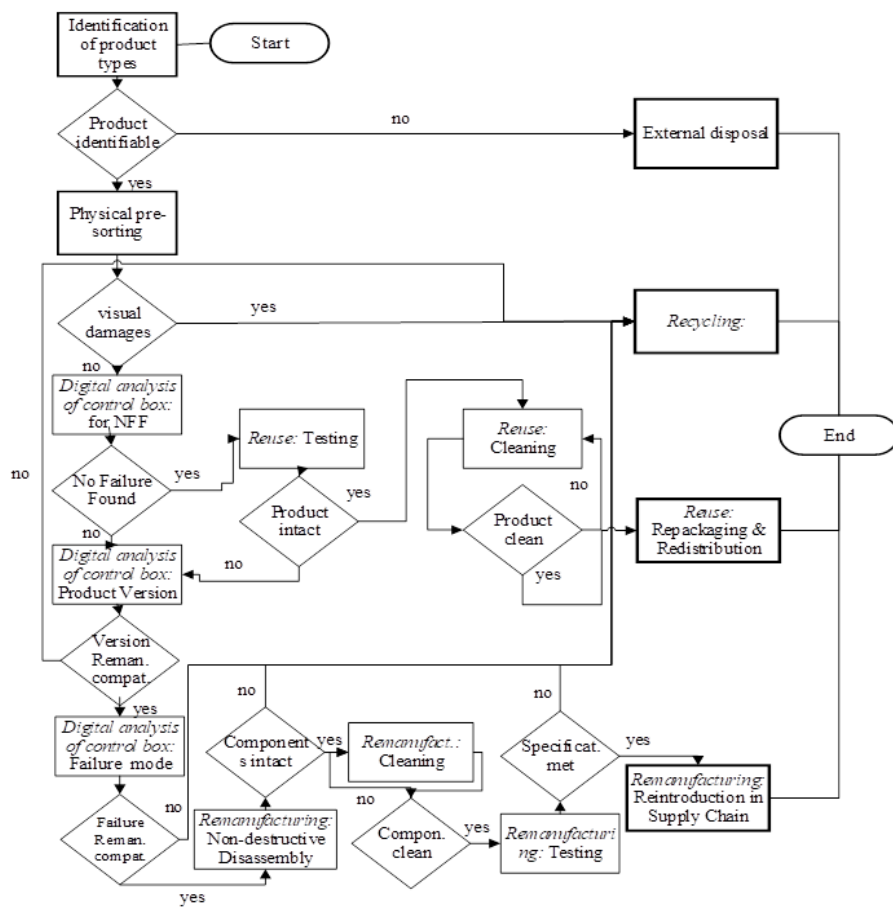 Identification
of product
types
Start
Product
identifiable
no
External disposal
yes
Physical pre-
sorting
visual
damages
yes
Recycling:
no
Digital analysis
of control box:
for NFF
Reuse: Testing
Reuse:
Cleaning
End
no
No Failure
Found
yes
Product
intact
yes
no
Product
clean
Reuse:
Repackaging &
Redistribution
no
Digital analysis
of control box:
Product Version
no
yes
Version
Reman.
compat.
yes
no
no
Digital analysis
of control box:
Failure mode
Component
s intact
yes
Remanufact.:
Cleaning
Specificat.
met
yes
Remanufacturing:
Reintroduction in
Supply Chain
no
Failure
Reman.
compat.
Remanufacturing:
Non-destructive
Disassembly
no
Compon.
clean
yes
Remanufacturi
ng: Testing
yes